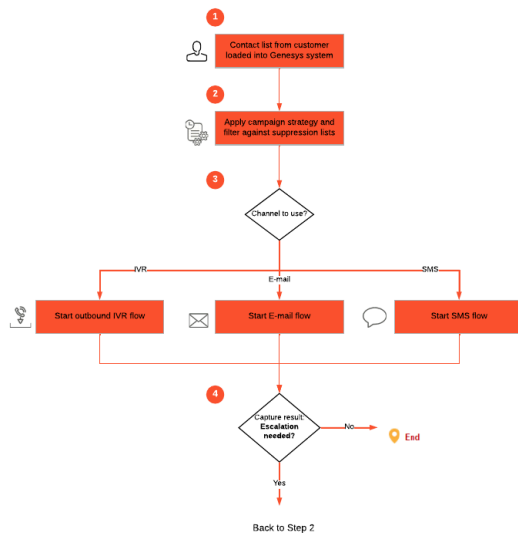 1
Contact list from customer
loaded into Genesys system
2
Apply campaign strategy and
filter against suppression lists
3
Channel to use?
IVR
E-mail
SMS
Start outbound IVR flow
Start E-mail flow
Start SMS flow
4
Capture result:
Escalation
needed?
No
End
Yes
Back to Step 2